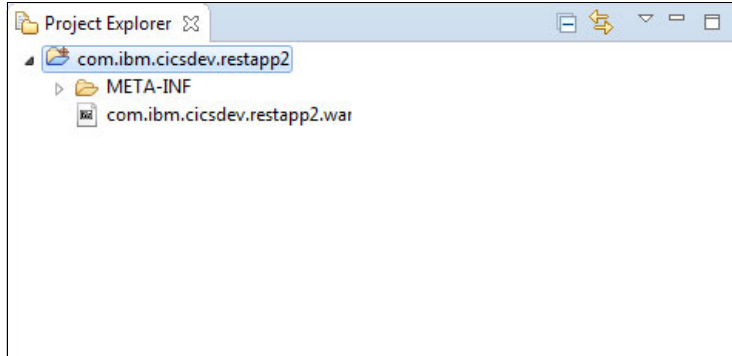 Project Explorer
com.ibm.cicsdev.restapp2
META-INF
com.ibm.cicsdev.restapp2.war